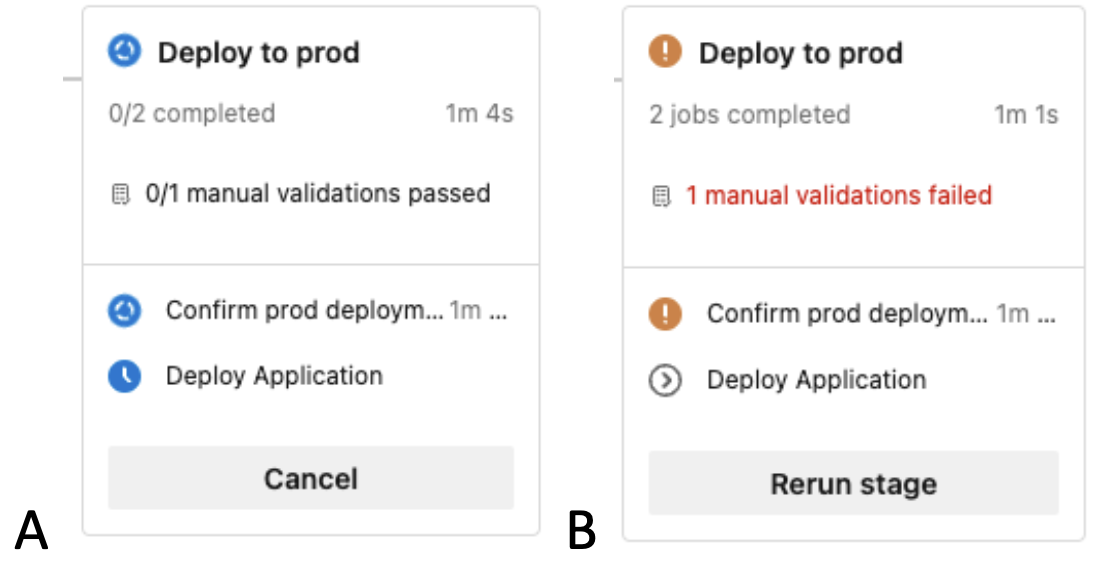 Deploy to prod
0/2 completed 1m 4s
0/1 manual validations passed
Confirm prod deploym... 1m ...
Deploy Application
Cancel
A
Deploy to prod
2 jobs completed 1m 1s
1 manual validations failed
Confirm prod deploym... 1m ...
Deploy Application
Rerun stage
B